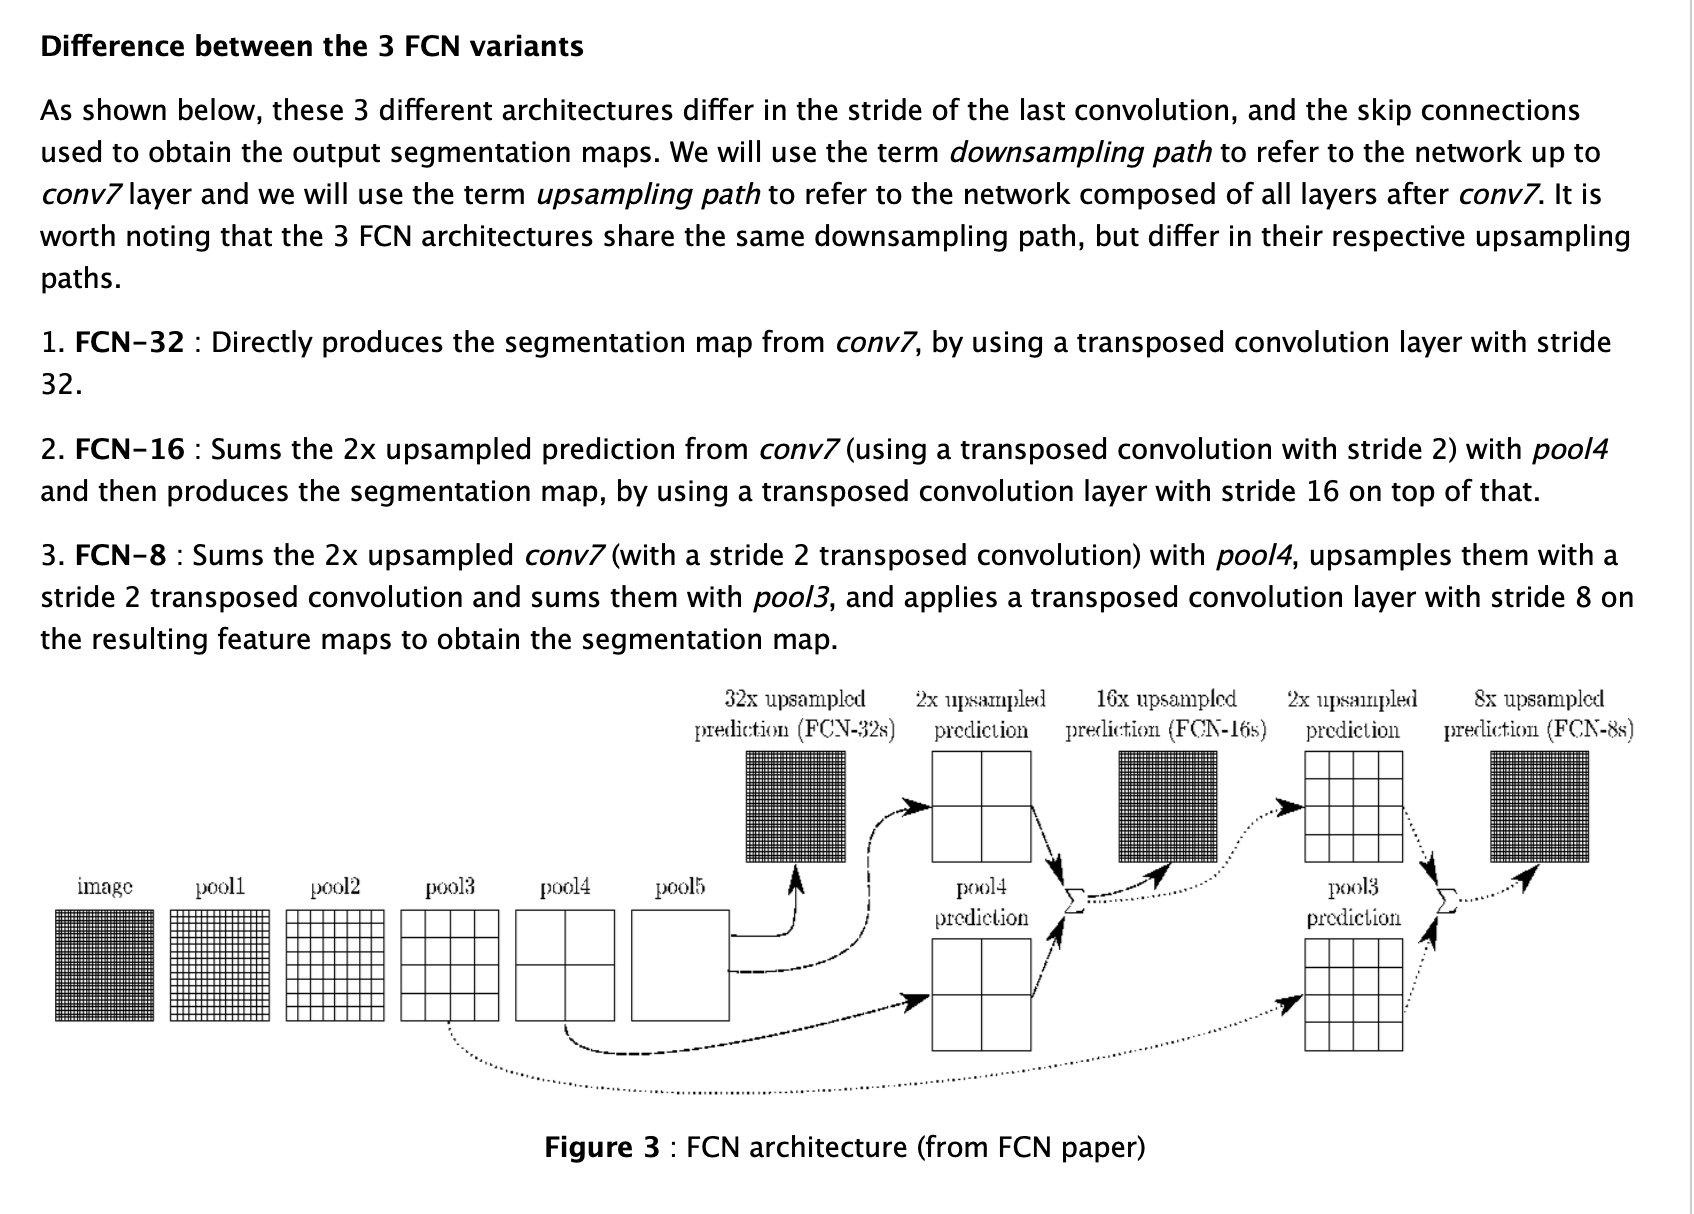 Difference between the 3 FCN variants
As shown below, these 3 different architectures differ in the stride of the last convolution, and the skip connections
used to obtain the output segmentation maps. We will use the term downsampling path to refer to the network up to
conv7 layer and we will use the term upsampling path to refer to the network composed of all layers after conv7. It is
worth noting that the 3 FCN architectures share the same downsampling path, but differ in their respective upsampling
paths.
1. FCN-32 : Directly produces the segmentation map from conv7, by using a transposed convolution layer with stride
32.
2. FCN-16 : Sums the 2x upsampled prediction from conv7 (using a transposed convolution with stride 2) with pool4
and then produces the segmentation map, by using a transposed convolution layer with stride 16 on top of that.
3. FCN-8 : Sums the 2x upsampled conv7 (with a stride 2 transposed convolution) with pool4, upsamples them with a
stride 2 transposed convolution and sums them with pool3, and applies a transposed convolution layer with stride 8 on
the resulting feature maps to obtain the segmentation map.
32x upsampled
prediction (FCN-32s)
2x upsampled
prediction
16x upsampled
prediction (FCN-16s)
2x upsampled
prediction
8x upsampled
prediction (FCN-8s)
image
pool1
pool2
pool3
pool4
pool5
pool4
prediction
Σ
pool3
prediction
Σ
Figure 3 : FCN architecture (from FCN paper)